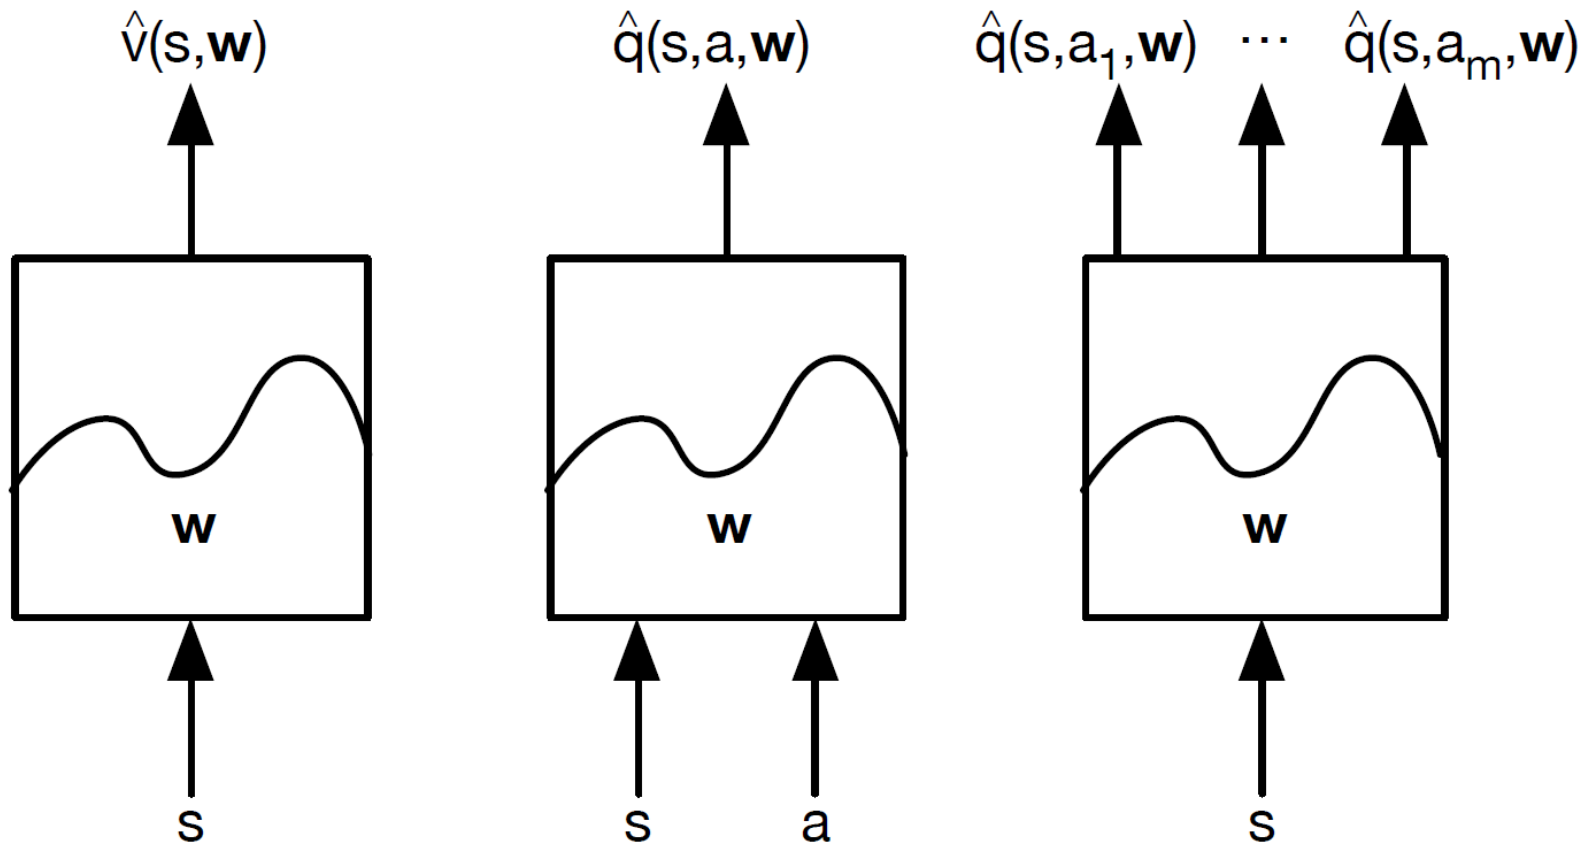 v̂(s,w) q̂(s,a,w) q̂(s,a₁,w) ··· q̂(s,aₘ,w)
w w w
s s a s